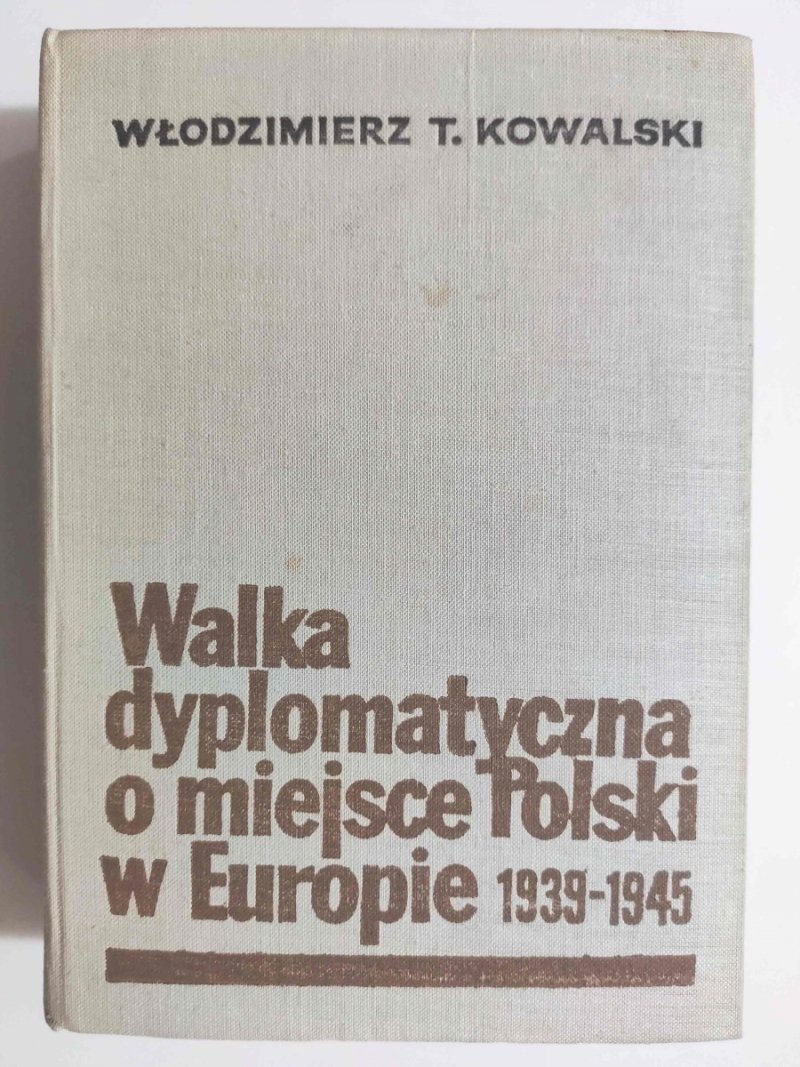 WŁODZIMIERZ T. KOWALSKI
Walka
dyplomatyczna
o miejsce Polski
w Europie 1939-1945